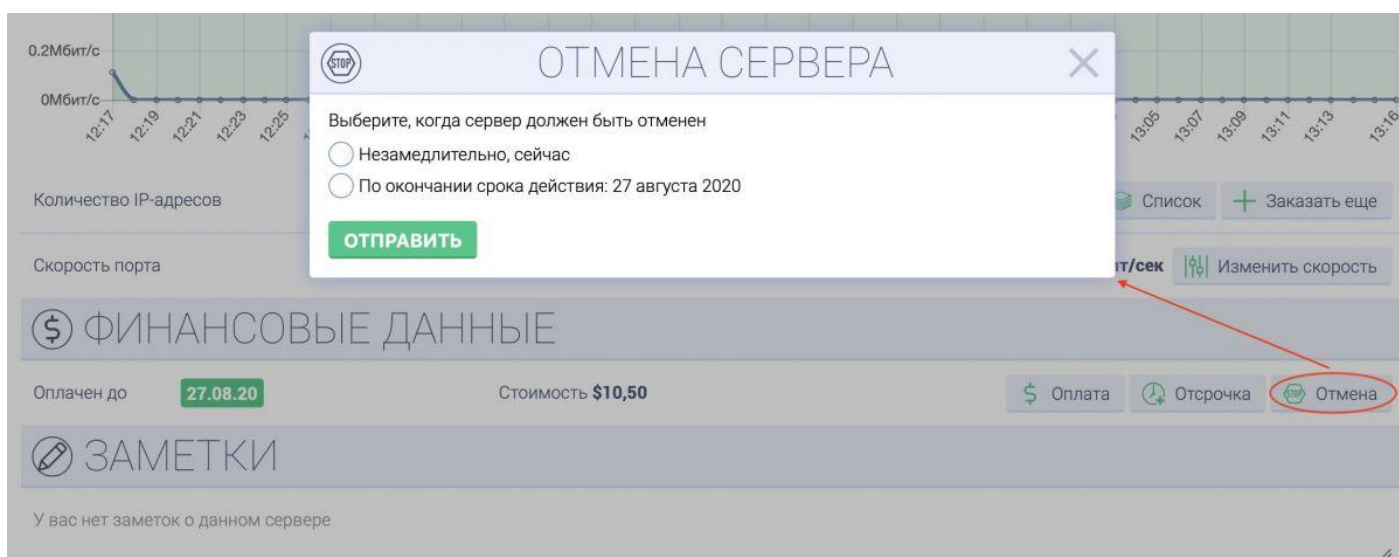 0.2Мбит/с
0Мбит/с
12:17 12:19 12:21 12:23 12:25 13:05 13:07 13:09 13:11 13:13 13:16
STOP ОТМЕНА СЕРВЕРА
Выберите, когда сервер должен быть отменен
Незамедлительно, сейчас
По окончании срока действия: 27 августа 2020
ОТПРАВИТЬ
Количество IP-адресов Список Заказать еще
Скорость порта ит/сек Изменить скорость
$ ФИНАНСОВЫЕ ДАННЫЕ
Оплачен до 27.08.20 Стоимость $10,50 $ Оплата Отсрочка STOP Отмена
ЗАМЕТКИ
У вас нет заметок о данном сервере